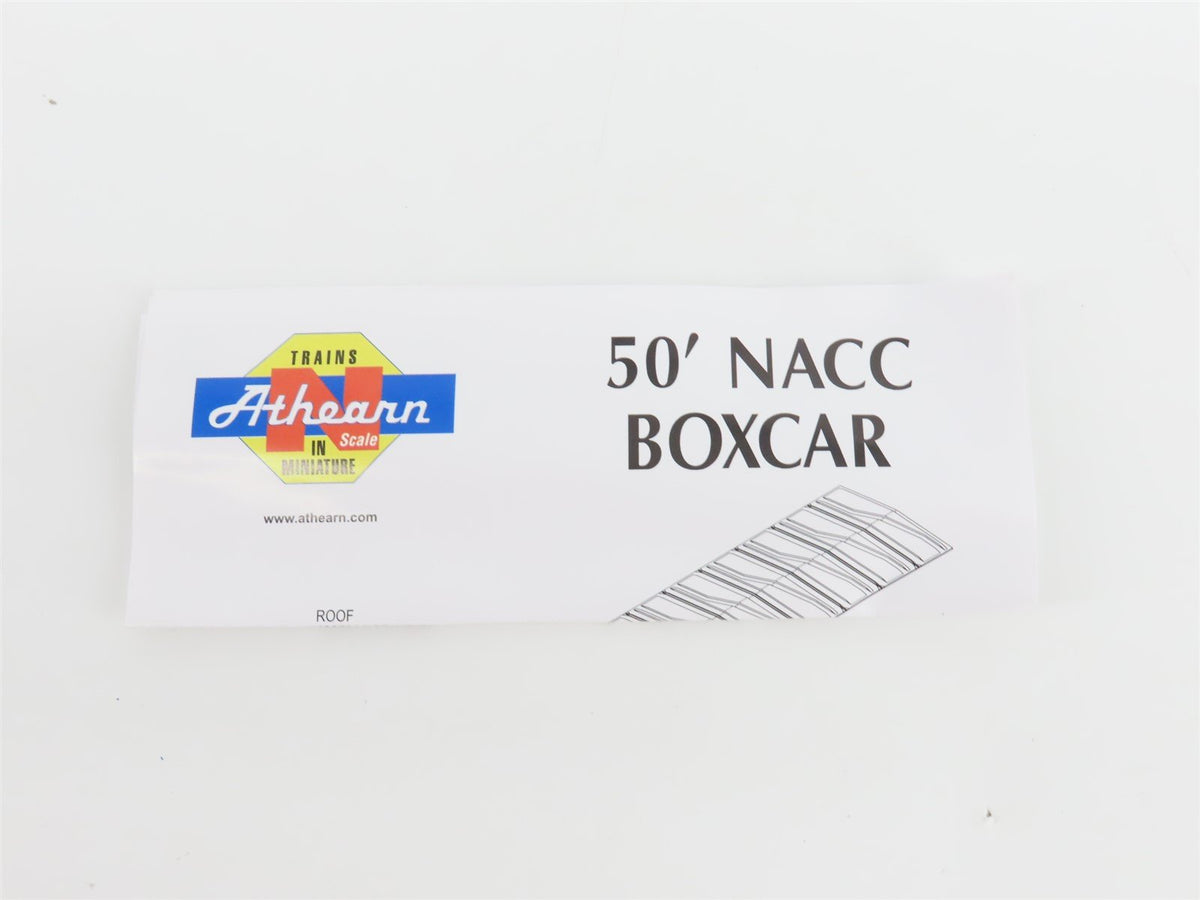 TRAINS
Athearn
N
Scale
IN
MINIATURE
www.athearn.com
50' NACC
BOXCAR
ROOF